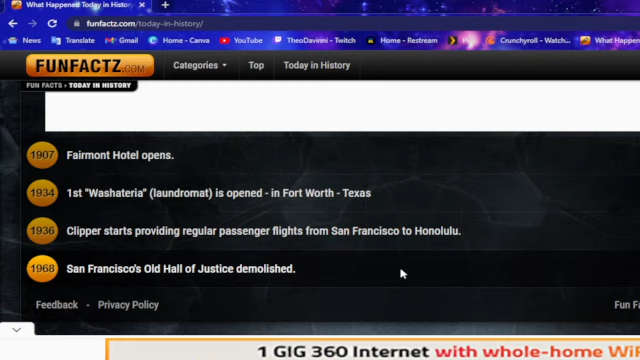 What Happened Today in Histor
funfactz.com/today-in-history/
News Translate Gmail Home - Canva YouTube TheoDavinni - Twitch Home - Restream Crunchyroll - Watch... What Happened
FUNFACTZ.COM Categories Top Today In History
FUN FACTS › TODAY IN HISTORY
1907 Fairmont Hotel opens.
1934 1st "Washateria" (laundromat) is opened - in Fort Worth - Texas
1936 Clipper starts providing regular passenger flights from San Francisco to Honolulu.
1968 San Francisco's Old Hall of Justice demolished.
Feedback - Privacy Policy Fun Fa
1 GIG 360 Internet with whole-home WiF